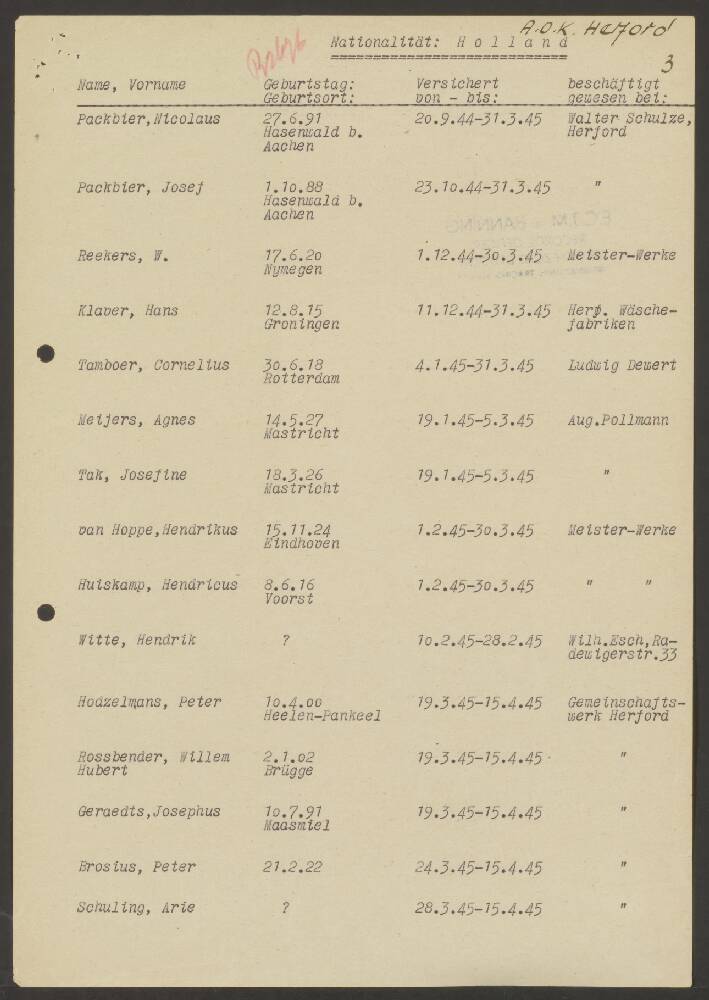 A.O.K. Herford
Nationalität: Holland
3
Name, Vorname Geburtstag: Versichert beschäftigt
Geburtsort: von - bis: gewesen bei:
Packbier,Nicolaus 27.6.91 20.9.44-31.3.45 Walter Schulze,
Hasenwald b. Herford
Aachen
Packbier, Josef 1.10.88 23.10.44-31.3.45 "
Hasenwald b.
Aachen
Reekers, W. 17.6.20 1.12.44-30.3.45 Meister-Werke
Nymegen
Klaver, Hans 12.8.15 11.12.44-31.3.45 Herf. Wäsche-
Groningen fabriken
Tamboer, Cornelius 30.6.18 4.1.45-31.3.45 Ludwig Dewert
Rotterdam
Meijers, Agnes 14.5.27 19.1.45-5.3.45 Aug.Pollmann
Mastricht
Tak, Josefine 18.3.26 19.1.45-5.3.45 "
Mastricht
van Hoppe,Hendrikus 15.11.24 1.2.45-30.3.45 Meister-Werke
Eindhoven
Huiskamp, Hendricus 8.6.16 1.2.45-30.3.45 " "
Voorst
Witte, Hendrik ? 10.2.45-28.2.45 Wilh.Esch,Ra-
dewigerstr.33
Hodzelmans, Peter 10.4.00 19.3.45-15.4.45 Gemeinschafts-
Heelen-Pankeel werk Herford
Rossbender, Willem 2.1.02 19.3.45-15.4.45 "
Hubert Brügge
Geraedts,Josephus 10.7.91 19.3.45-15.4.45 "
Maasmiel
Brosius, Peter 21.2.22 24.3.45-15.4.45 "
Schuling, Arie ? 28.3.45-15.4.45 "